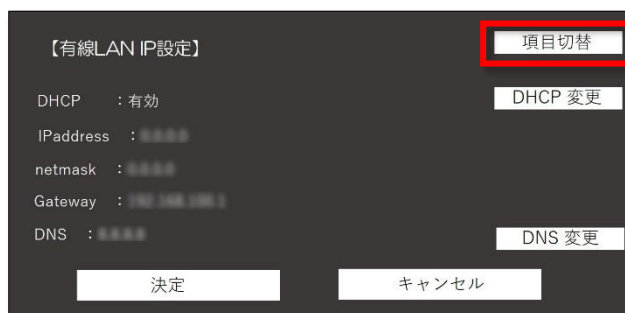 【有線LAN IP設定】
項目切替
DHCP ：有効
DHCP 変更
IPaddress ：
netmask ：
Gateway ：
DNS ：
DNS 変更
決定
キャンセル